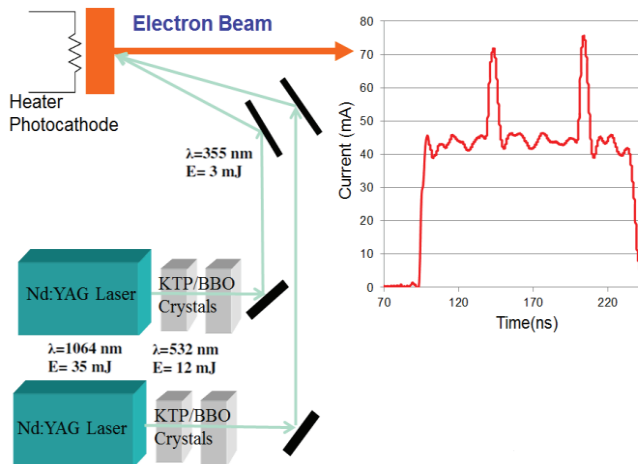 Electron Beam
Heater
Photocathode
λ=355 nm
E= 3 mJ
Nd:YAG Laser
KTP/BBO
Crystals
λ=1064 nm
E= 35 mJ
λ=532 nm
E= 12 mJ
Nd:YAG Laser
KTP/BBO
Crystals
Current (mA)
80
70
60
50
40
30
20
10
0
70
120
170
220
Time(ns)